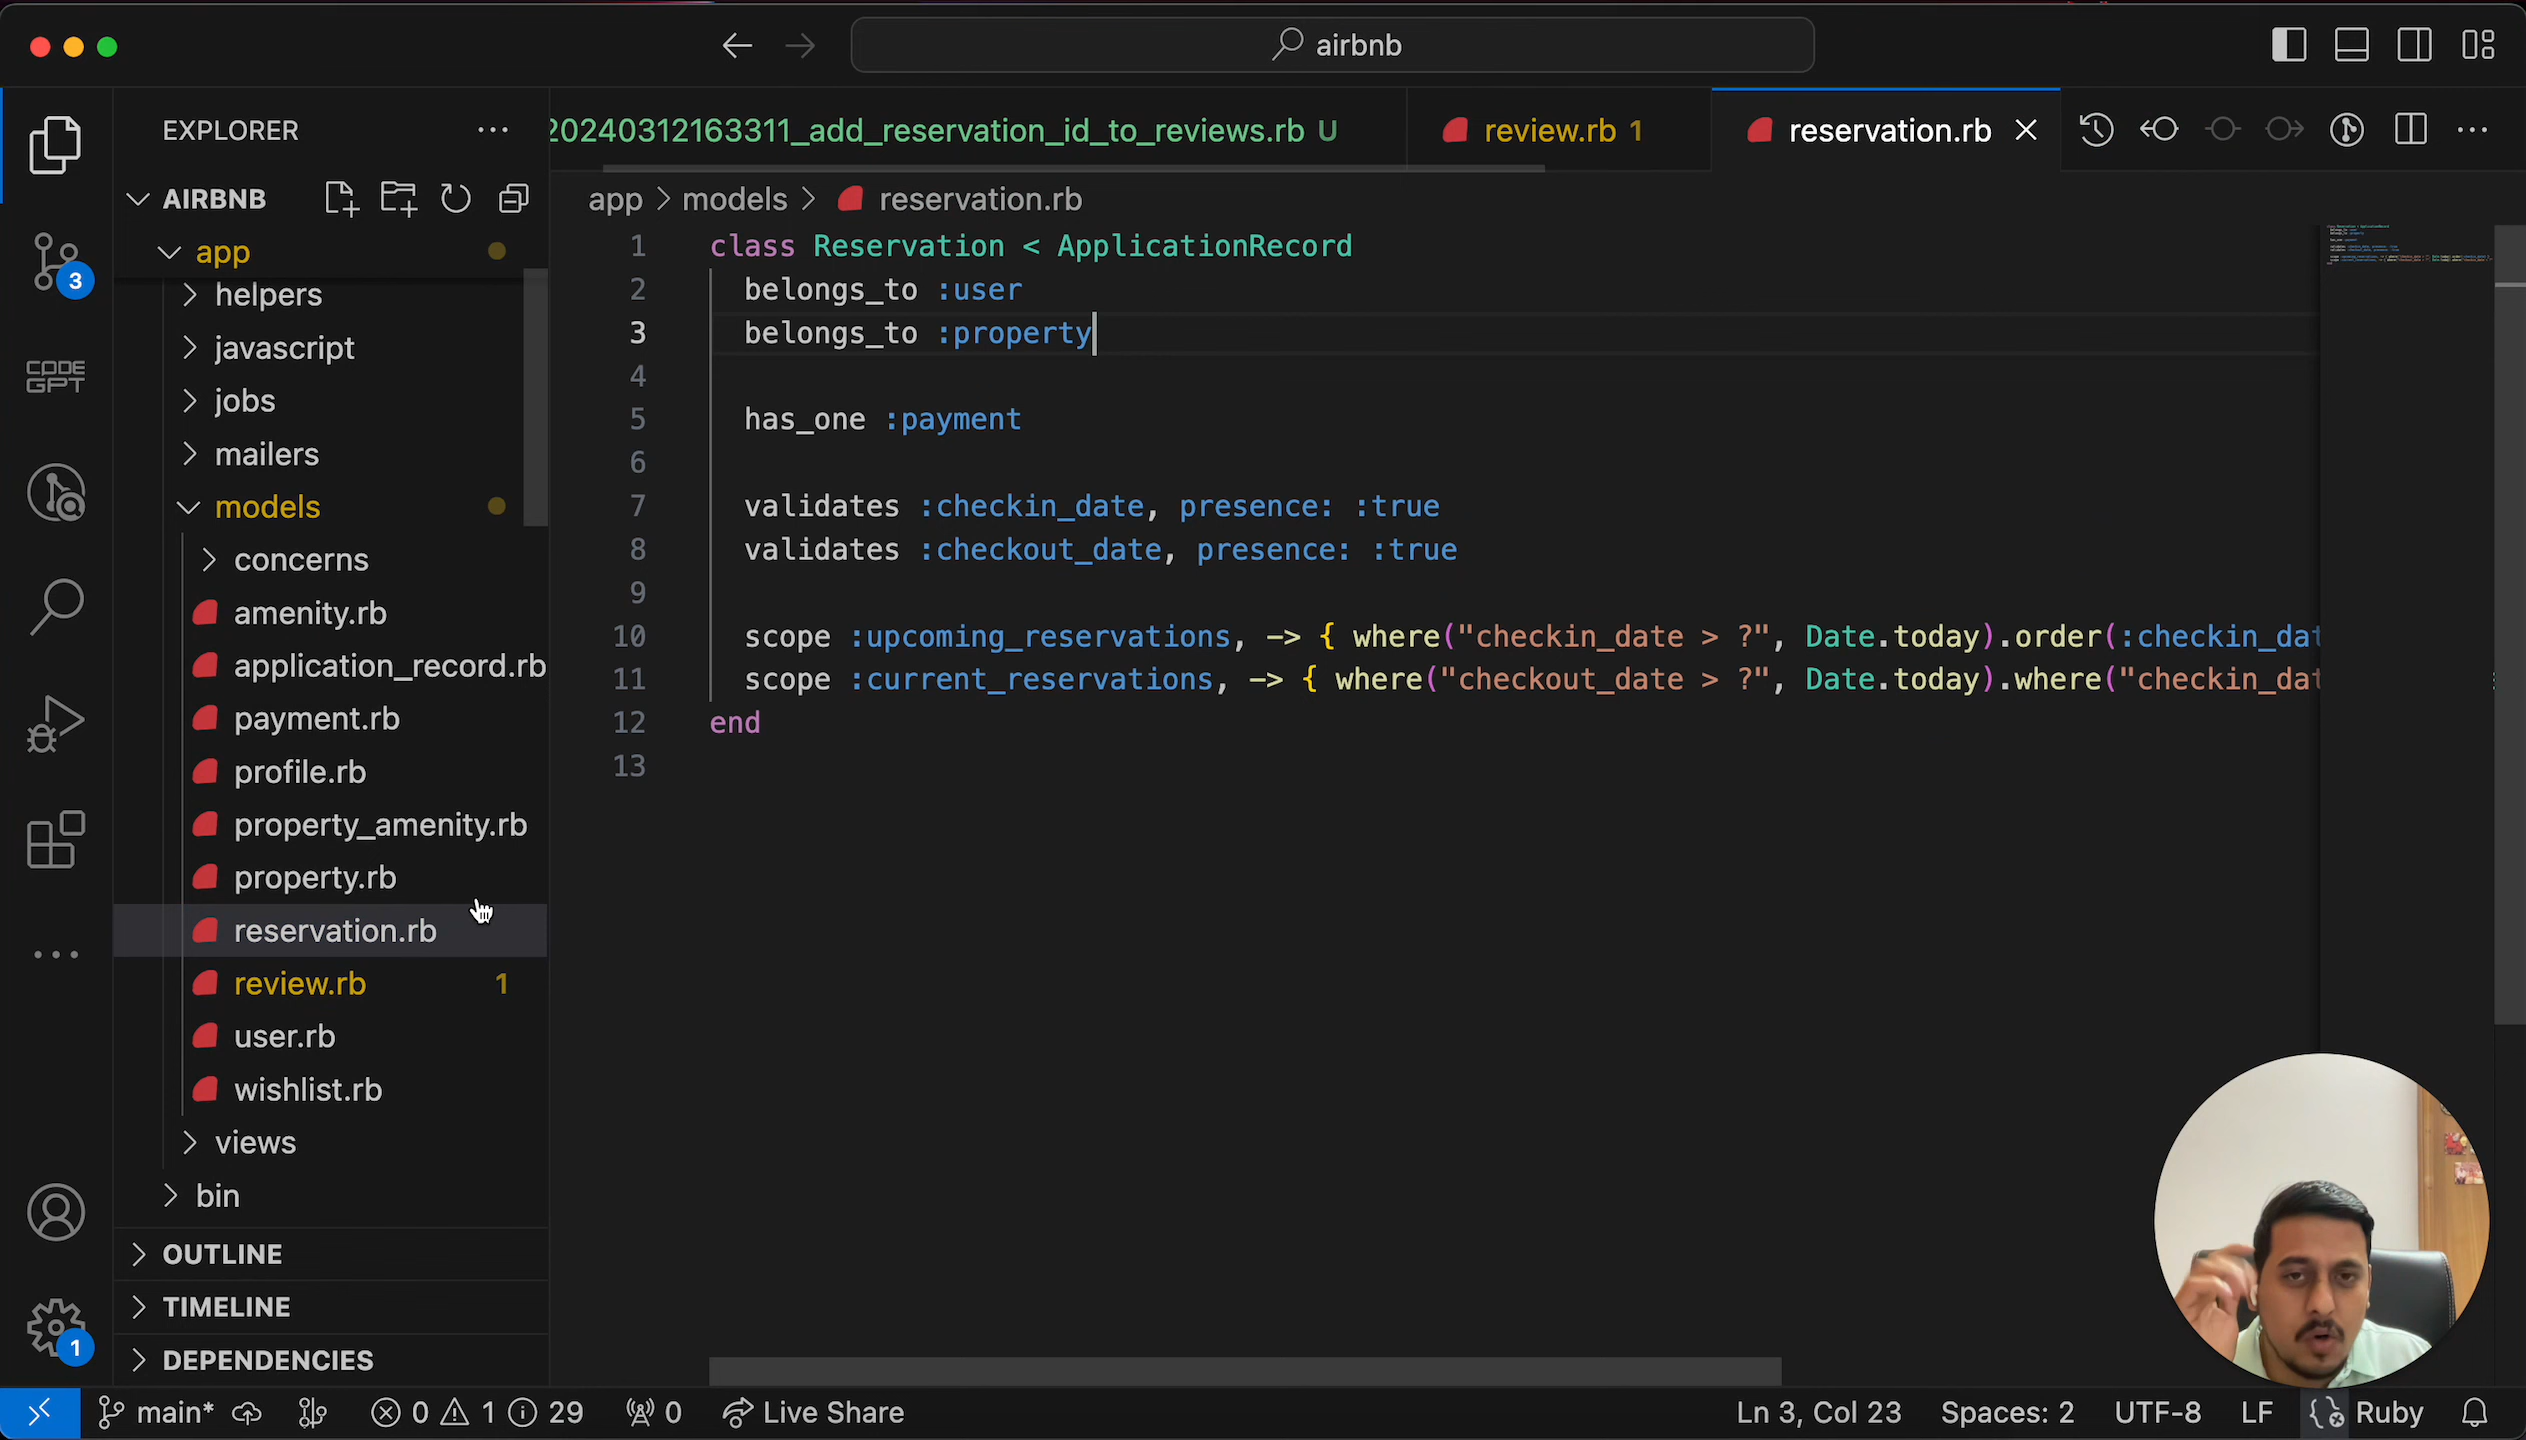 airbnb
EXPLORER
20240312163311_add_reservation_id_to_reviews.rb U
review.rb 1
reservation.rb
AIRBNB
app > models > reservation.rb
app
helpers
javascript
jobs
mailers
models
concerns
amenity.rb
application_record.rb
payment.rb
profile.rb
property_amenity.rb
property.rb
reservation.rb
review.rb 1
user.rb
wishlist.rb
views
bin
OUTLINE
TIMELINE
DEPENDENCIES
3
CODE
GPT
1
1 class Reservation < ApplicationRecord
2 belongs_to :user
3 belongs_to :property
4
5 has_one :payment
6
7 validates :checkin_date, presence: :true
8 validates :checkout_date, presence: :true
9
10 scope :upcoming_reservations, -> { where("checkin_date > ?", Date.today).order(:checkin_dat
11 scope :current_reservations, -> { where("checkout_date > ?", Date.today).where("checkin_dat
12 end
13
main* 0 1 29 0 Live Share Ln 3, Col 23 Spaces: 2 UTF-8 LF Ruby